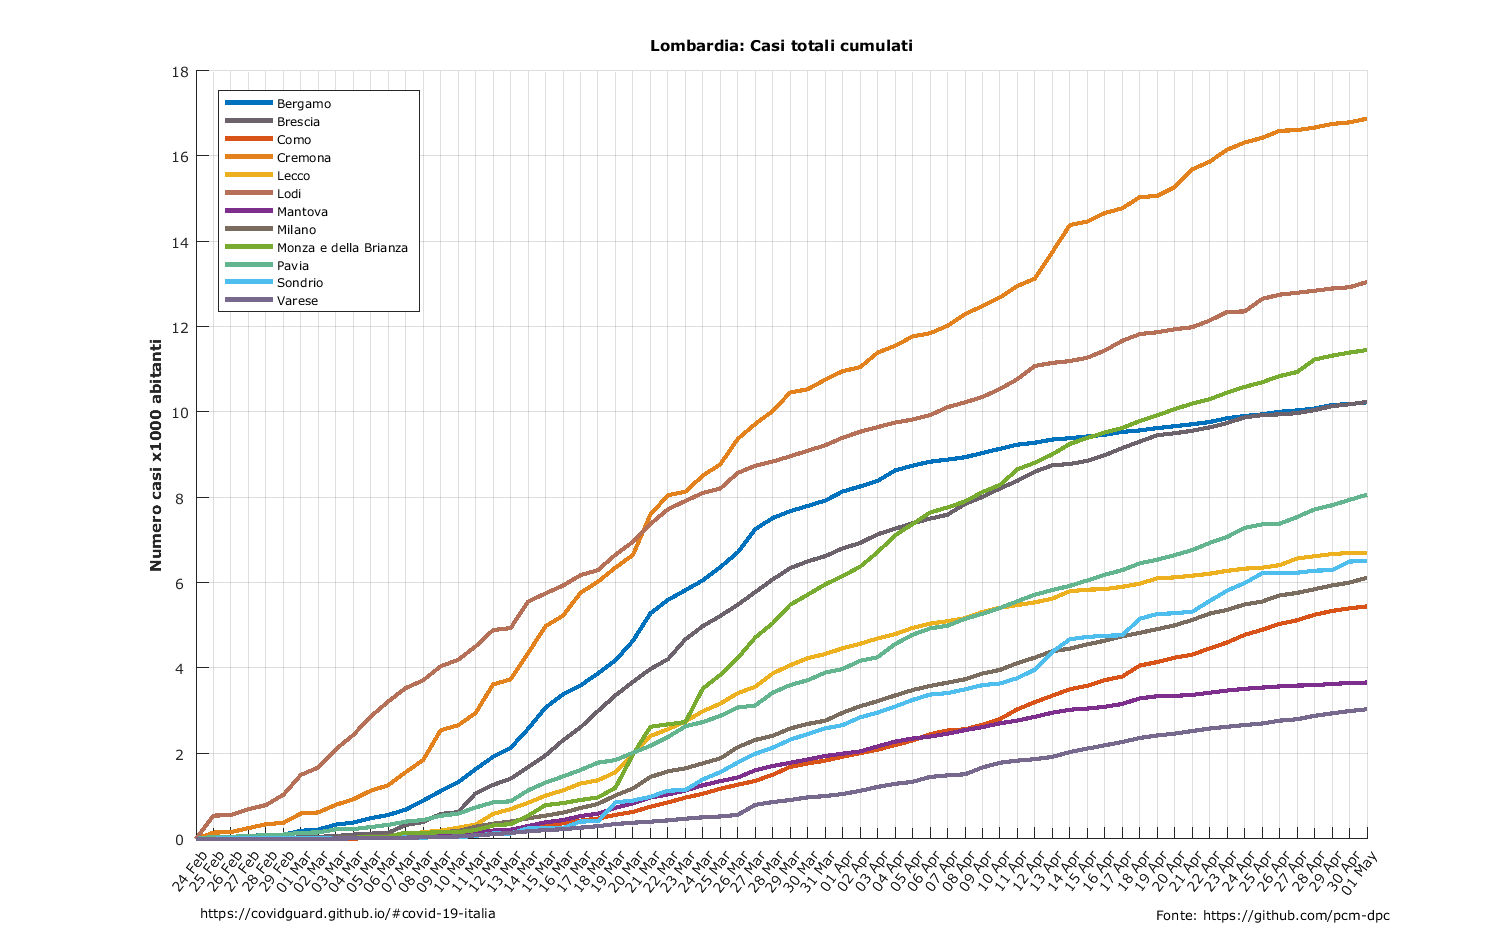 Lombardia: Casi totali cumulati
Numero casi x1000 abitanti
18
16
14
12
10
8
6
4
2
0
Bergamo
Brescia
Como
Cremona
Lecco
Lodi
Mantova
Milano
Monza e della Brianza
Pavia
Sondrio
Varese
24 Feb
25 Feb
26 Feb
27 Feb
28 Feb
29 Feb
01 Mar
02 Mar
03 Mar
04 Mar
05 Mar
06 Mar
07 Mar
08 Mar
09 Mar
10 Mar
11 Mar
12 Mar
13 Mar
14 Mar
15 Mar
16 Mar
17 Mar
18 Mar
19 Mar
20 Mar
21 Mar
22 Mar
23 Mar
24 Mar
25 Mar
26 Mar
27 Mar
28 Mar
29 Mar
30 Mar
31 Mar
01 Apr
02 Apr
03 Apr
04 Apr
05 Apr
06 Apr
07 Apr
08 Apr
09 Apr
10 Apr
11 Apr
12 Apr
13 Apr
14 Apr
15 Apr
16 Apr
17 Apr
18 Apr
19 Apr
20 Apr
21 Apr
22 Apr
23 Apr
24 Apr
25 Apr
26 Apr
27 Apr
28 Apr
29 Apr
30 Apr
01 May
https://covidguard.github.io/#covid-19-italia
Fonte: https://github.com/pcm-dpc